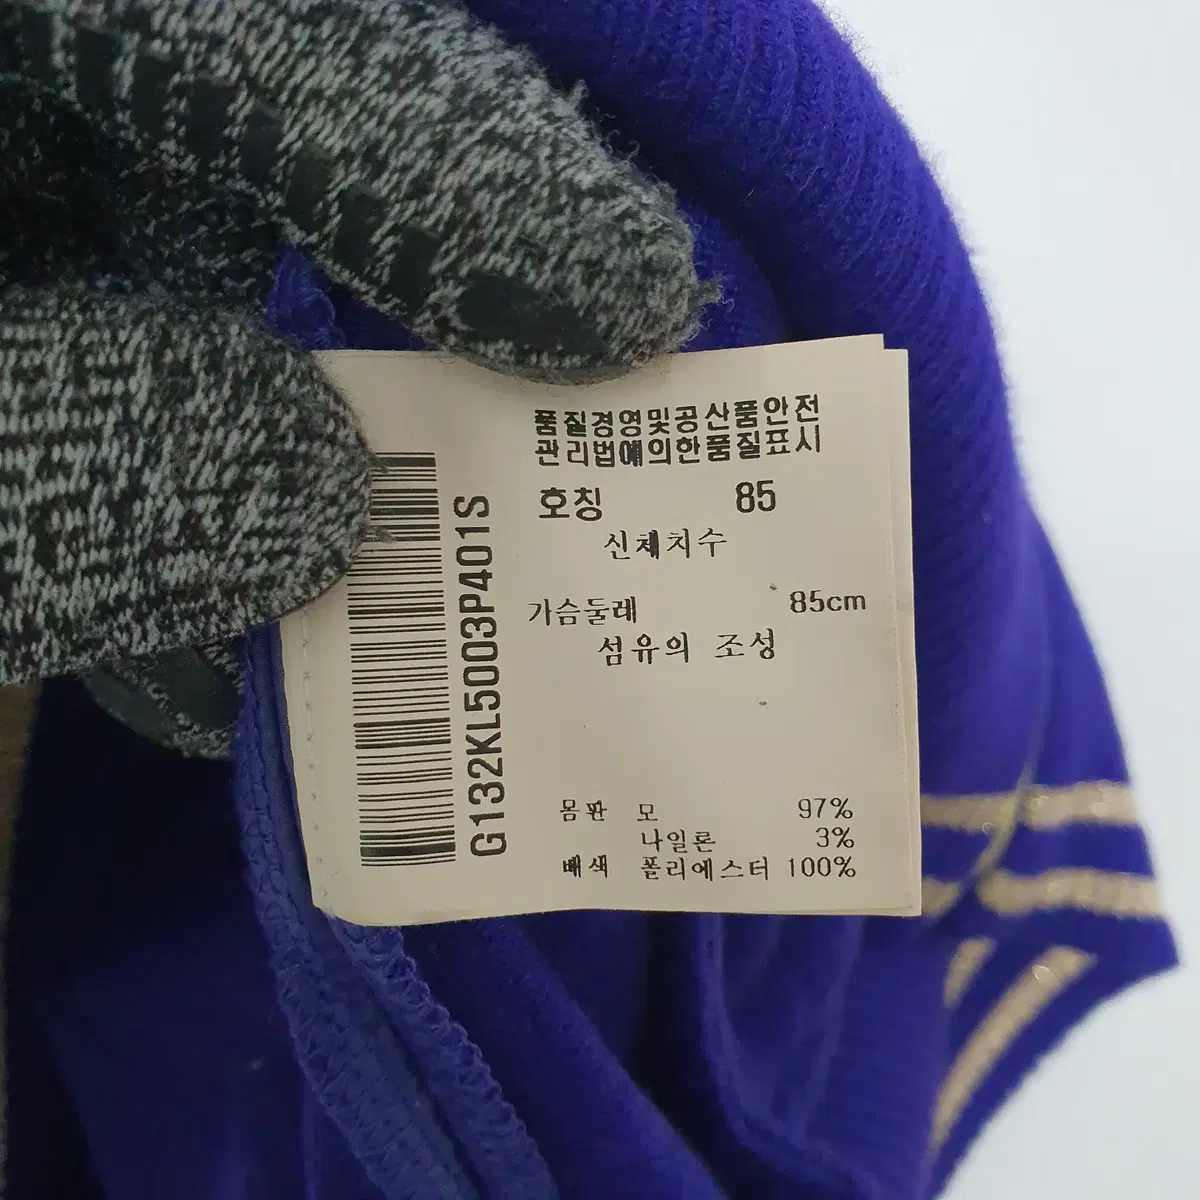 품질경영및공산품안전
관리법에의한품질표시
호칭 85
신체치수
가슴둘레 85cm
섬유의 조성
몸판 모 97%
나일론 3%
배색 폴리에스터 100%
G132KL5003P401S